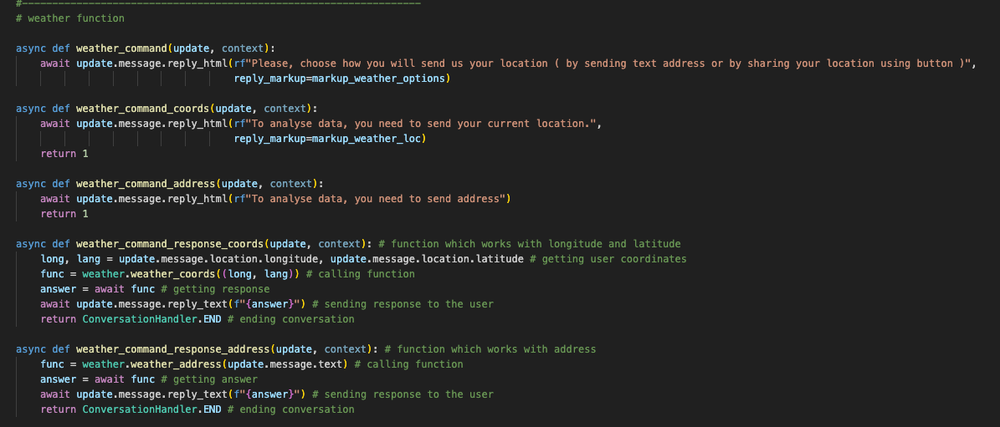 #------------------------------------------------------------------
# weather function

async def weather_command(update, context):
    await update.message.reply_html(rf"Please, choose how you will send us your location ( by sending text address or by sharing your location using button )",
                                reply_markup=markup_weather_options)

async def weather_command_coords(update, context):
    await update.message.reply_html(rf"To analyse data, you need to send your current location.",
                                reply_markup=markup_weather_loc)
    return 1

async def weather_command_address(update, context):
    await update.message.reply_html(rf"To analyse data, you need to send address")
    return 1

async def weather_command_response_coords(update, context): # function which works with longitude and latitude
    long, lang = update.message.location.longitude, update.message.location.latitude # getting user coordinates
    func = weather.weather_coords((long, lang)) # calling function
    answer = await func # getting response
    await update.message.reply_text(f"{answer}") # sending response to the user
    return ConversationHandler.END # ending conversation

async def weather_command_response_address(update, context): # function which works with address
    func = weather.weather_address(update.message.text) # calling function
    answer = await func # getting answer
    await update.message.reply_text(f"{answer}") # sending response to the user
    return ConversationHandler.END # ending conversation